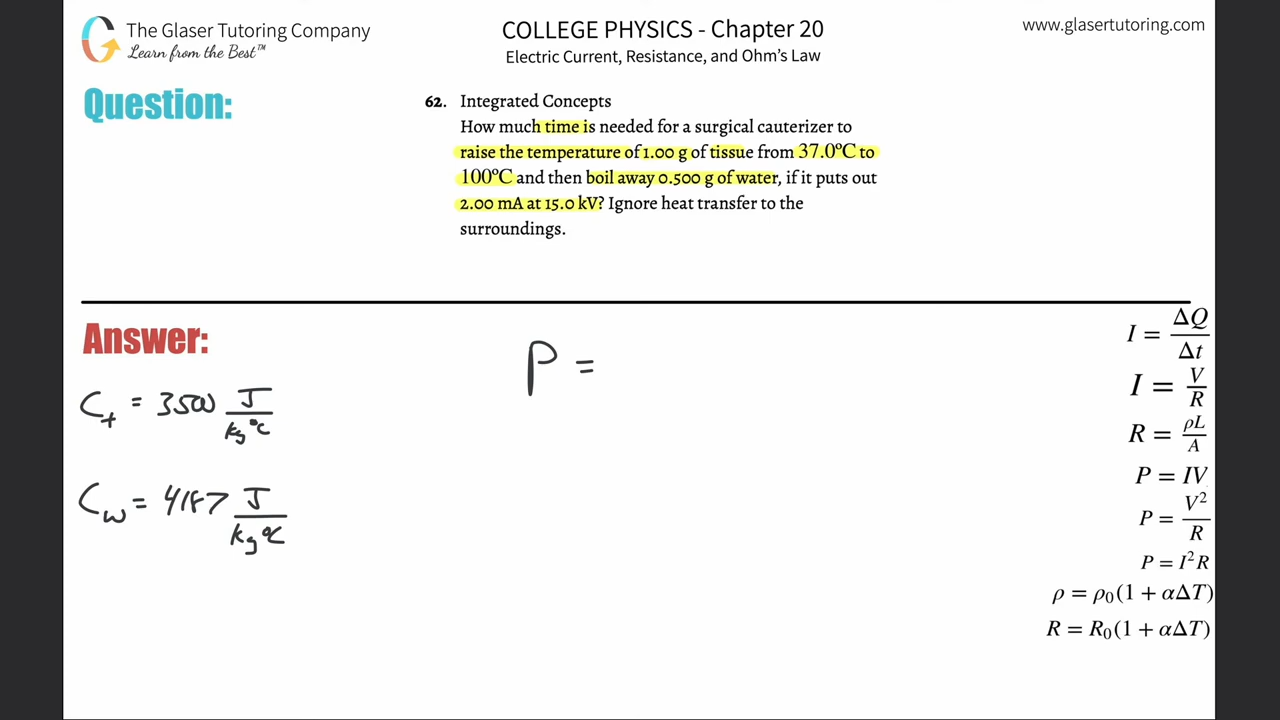 The Glaser Tutoring Company
Learn from the Best™
COLLEGE PHYSICS - Chapter 20
Electric Current, Resistance, and Ohm's Law
www.glasertutoring.com
Question:
62. Integrated Concepts
How much time is needed for a surgical cauterizer to
raise the temperature of 1.00 g of tissue from 37.0ºC to
100ºC and then boil away 0.500 g of water, if it puts out
2.00 mA at 15.0 kV? Ignore heat transfer to the
surroundings.
Answer:
C_t = 3500 J/kg°C
C_w = 4187 J/kg°C
P =
I = ΔQ/Δt
I = V/R
R = ρL/A
P = IV
P = V²/R
P = I²R
ρ = ρ₀(1 + αΔT)
R = R₀(1 + αΔT)